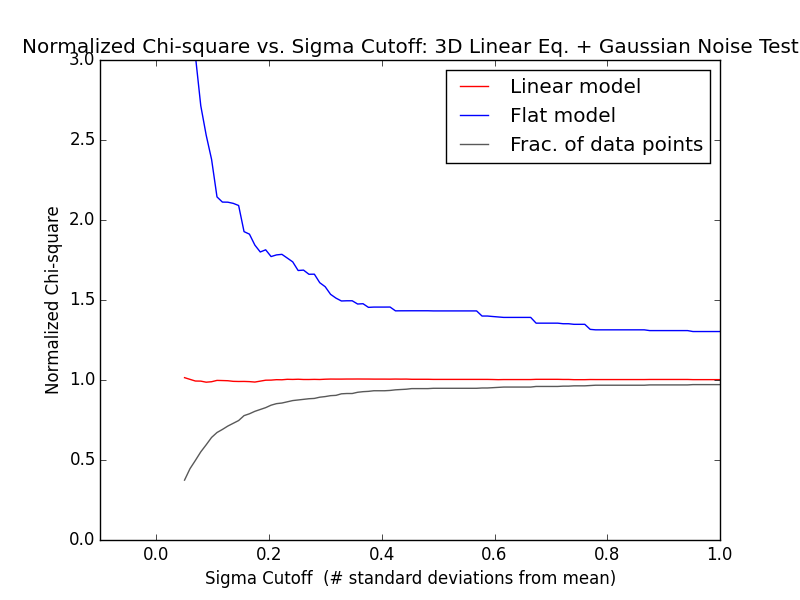 Normalized Chi-square vs. Sigma Cutoff: 3D Linear Eq. + Gaussian Noise Test
3.0
2.5
2.0
1.5
1.0
0.5
0.0
Normalized Chi-square
Linear model
Flat model
Frac. of data points
0.0 0.2 0.4 0.6 0.8 1.0
Sigma Cutoff (# standard deviations from mean)